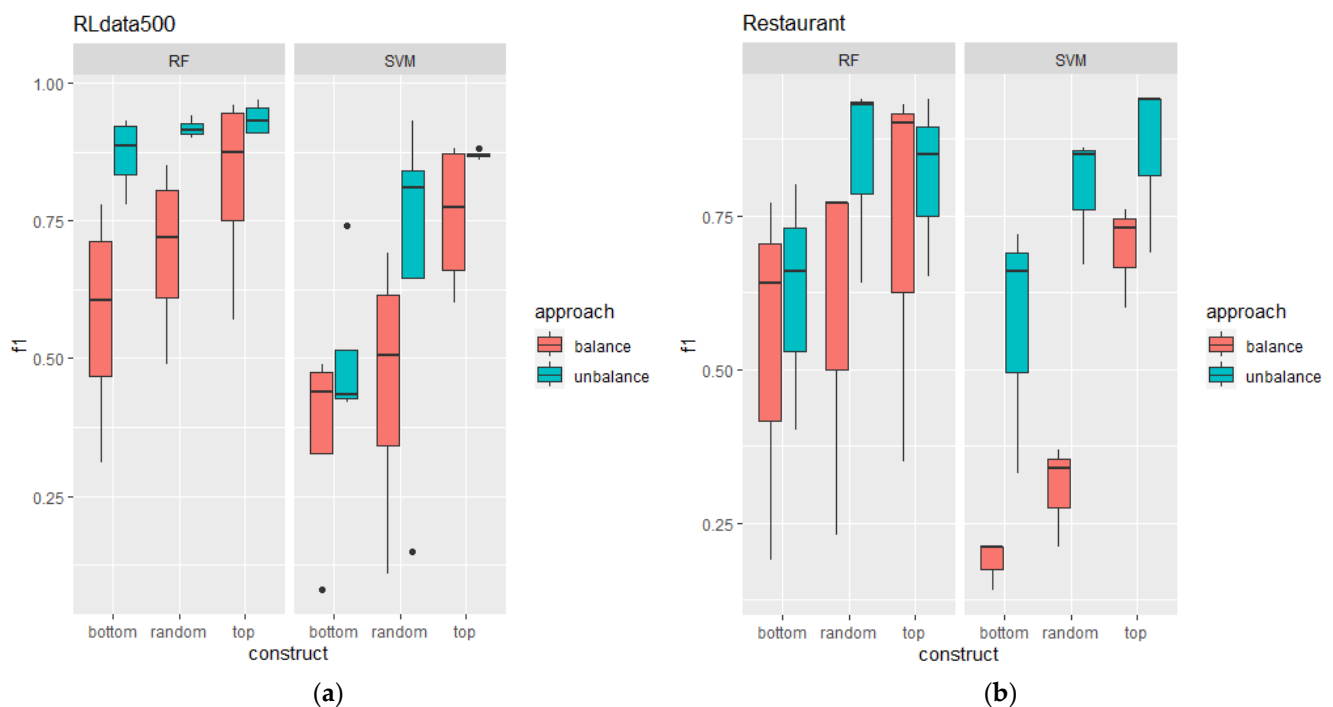 RLdata500
RF
SVM
1.00
0.75
0.50
0.25
f1
bottom random top
bottom random top
construct
approach
balance
unbalance
(a)
Restaurant
RF
SVM
0.75
0.50
0.25
f1
bottom random top
bottom random top
construct
approach
balance
unbalance
(b)